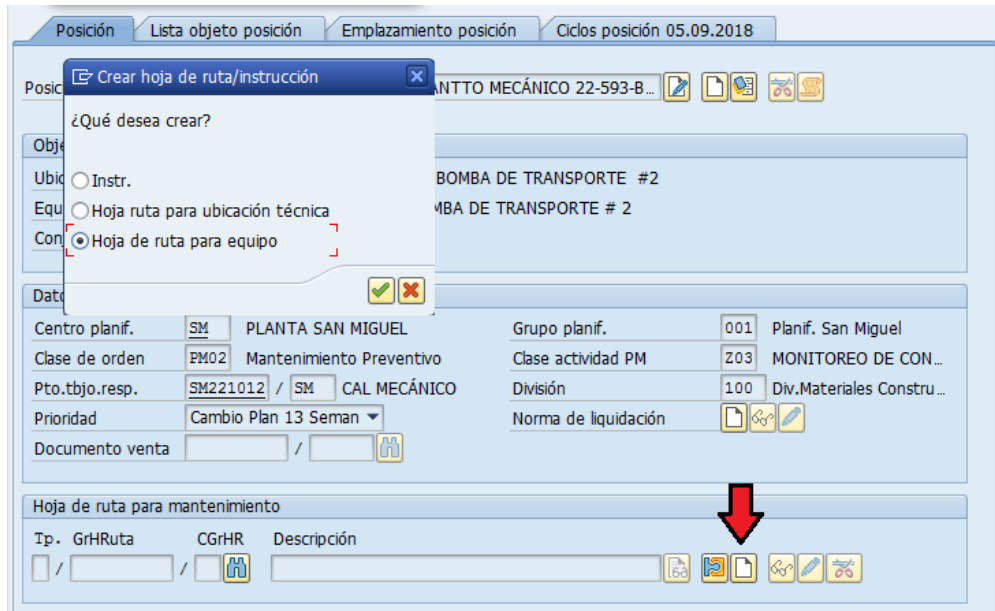 Posición Lista objeto posición Emplazamiento posición Ciclos posición 05.09.2018
Crear hoja de ruta/instrucción
ANTTO MECÁNICO 22-593-B...
¿Qué desea crear?
Instr.
BOMBA DE TRANSPORTE #2
Hoja ruta para ubicación técnica
MBA DE TRANSPORTE # 2
Hoja de ruta para equipo
Centro planif. SM PLANTA SAN MIGUEL Grupo planif. 001 Planif. San Miguel
Clase de orden PM02 Mantenimiento Preventivo Clase actividad PM Z03 MONITOREO DE CON...
Pto.tbjo.resp. SM221012 / SM CAL MECÁNICO División 100 Div.Materiales Constru...
Prioridad Cambio Plan 13 Seman Norma de liquidación
Documento venta /
Hoja de ruta para mantenimiento
Tp. GrHRuta CGrHR Descripción
/ /